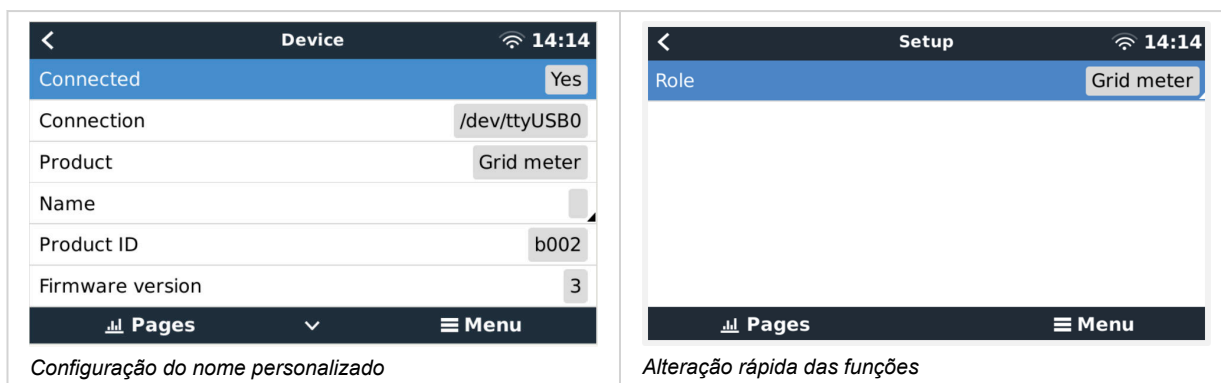 Device 14:14
Connected Yes
Connection /dev/ttyUSB0
Product Grid meter
Name
Product ID b002
Firmware version 3
Pages Menu
Configuração do nome personalizado
Setup 14:14
Role Grid meter
Pages Menu
Alteração rápida das funções